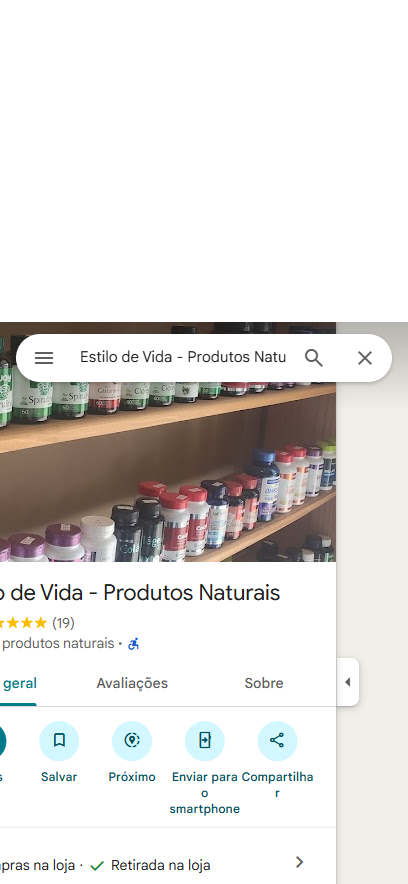 Estilo de Vida - Produtos Natu
o de Vida - Produtos Naturais
(19)
produtos naturais ·
geral Avaliações Sobre
s Salvar Próximo Enviar para o smartphone Compartilhar
pras na loja · Retirada na loja